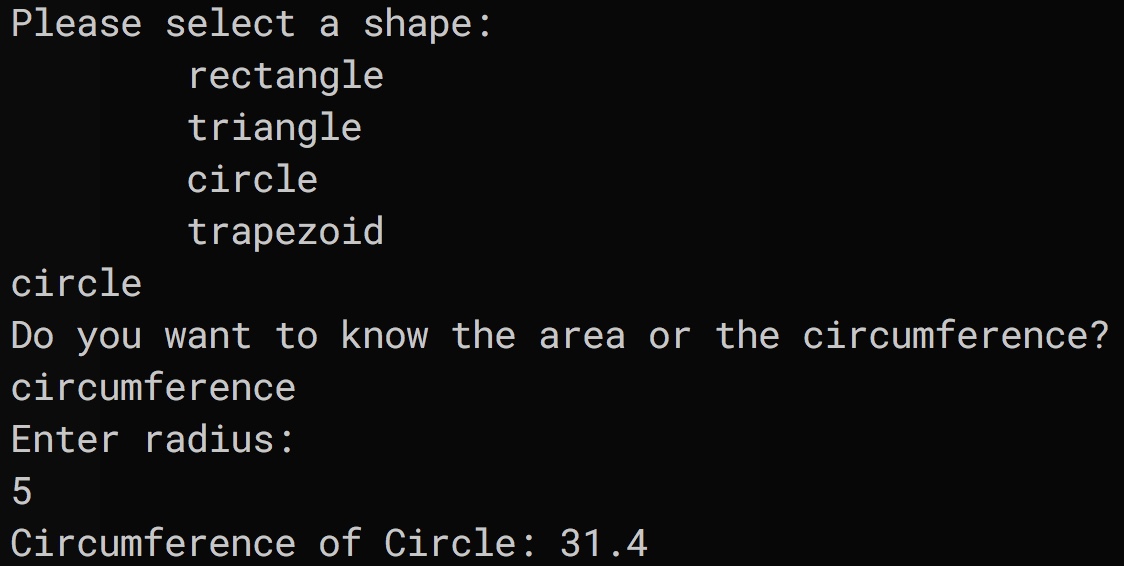 Please select a shape:
rectangle
triangle
circle
trapezoid
circle
Do you want to know the area or the circumference?
circumference
Enter radius:
5
Circumference of Circle: 31.4